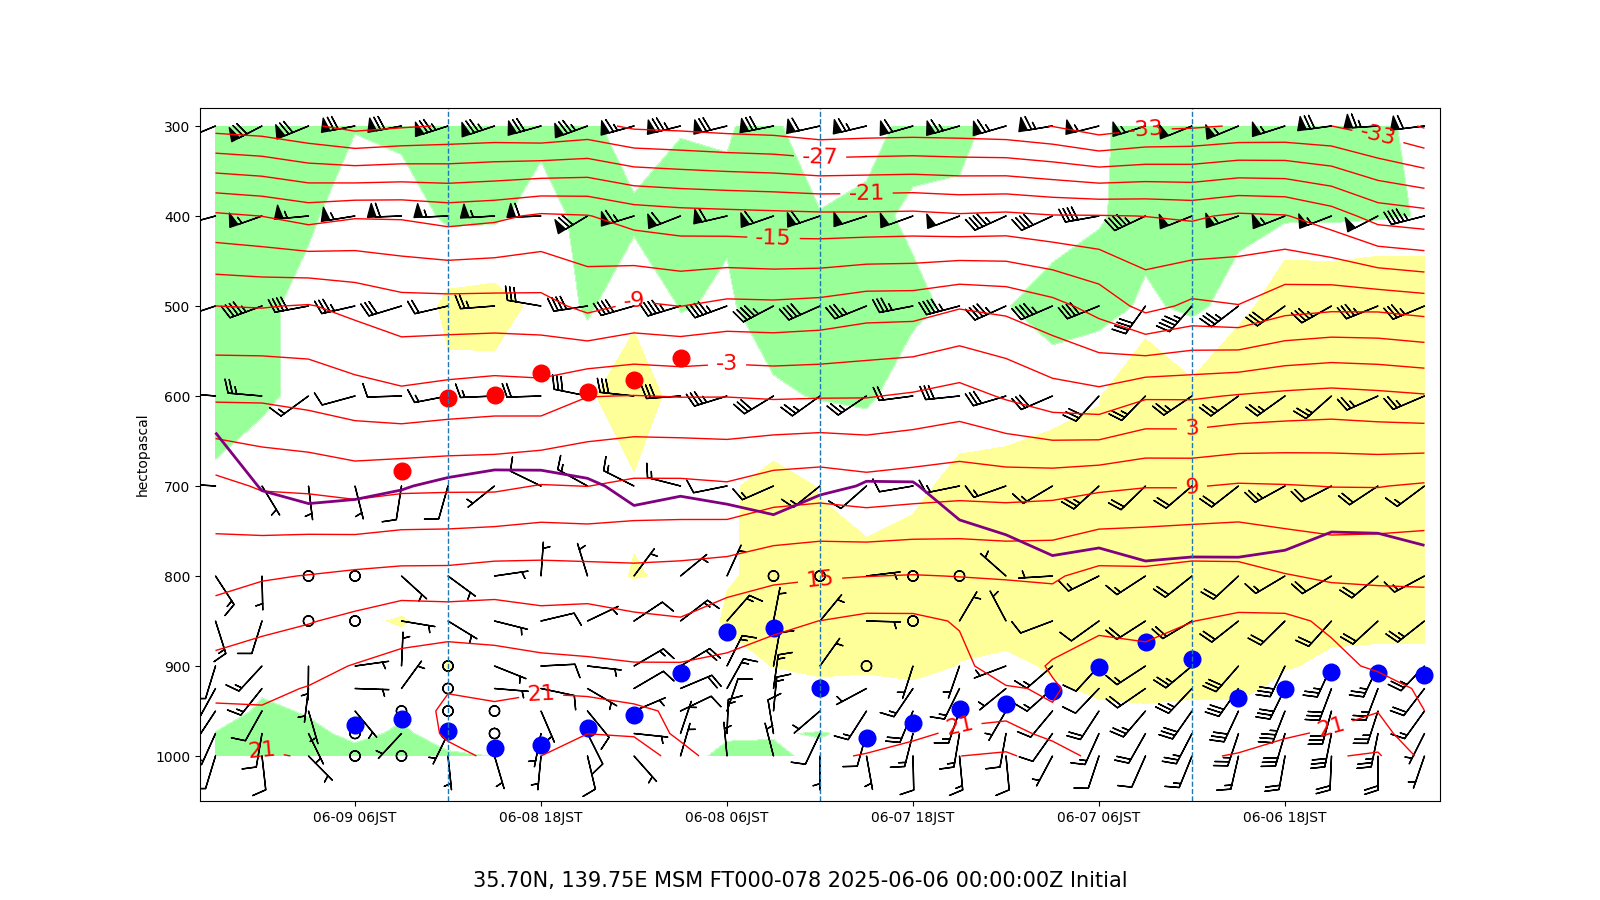 300
400
500
600
700
800
900
1000
hectopascal
-33
-33
-27
-21
-15
-9
-3
3
9
15
21
21
21
21
06-09 06JST
06-08 18JST
06-08 06JST
06-07 18JST
06-07 06JST
06-06 18JST
35.70N, 139.75E MSM FT000-078 2025-06-06 00:00:00Z Initial